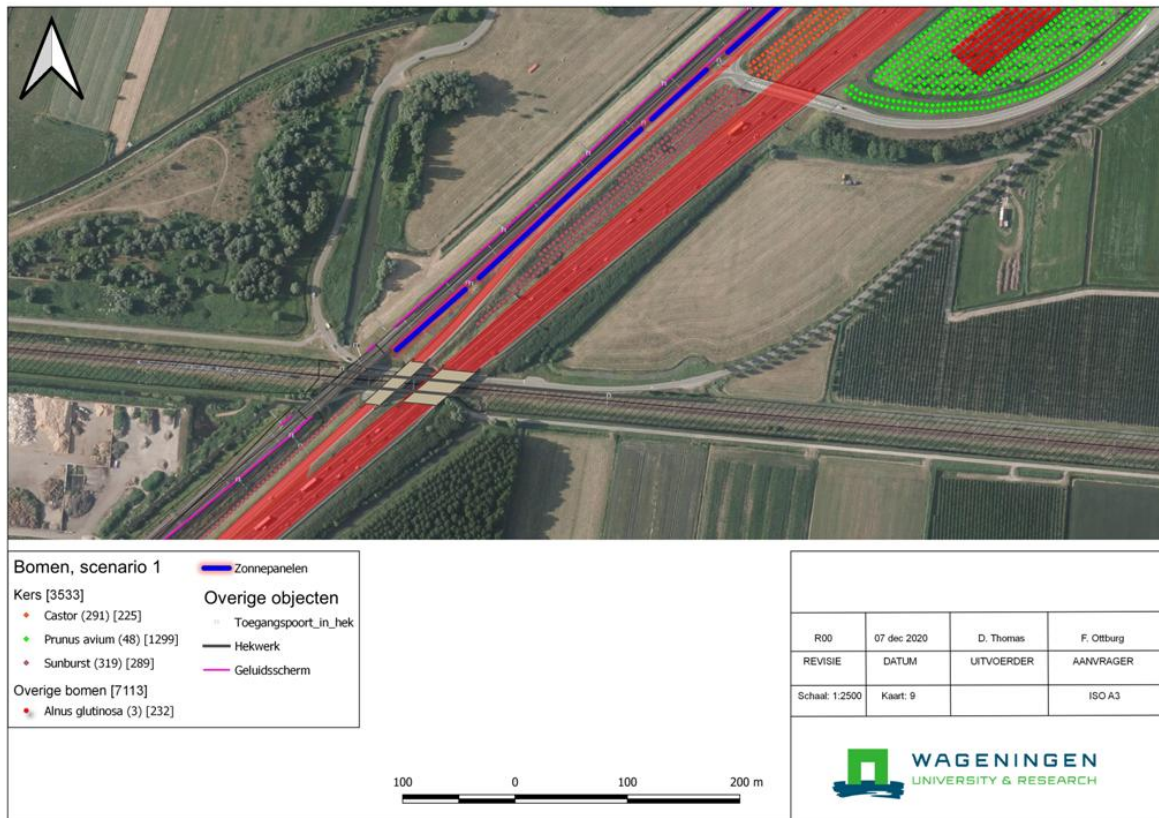 Bomen, scenario 1
Kers [3533]
Castor (291) [225]
Prunus avium (48) [1299]
Sunburst (319) [289]
Overige bomen [7113]
Alnus glutinosa (3) [232]
Zonnepanelen
Overige objecten
Toegangspoort_in_hek
Hekwerk
Geluidsscherm
100 0 100 200 m
R00 07 dec 2020 D. Thomas F. Ottburg
REVISIE DATUM UITVOERDER AANVRAGER
Schaal: 1:2500 Kaart: 9 ISO A3
WAGENINGEN
UNIVERSITY & RESEARCH